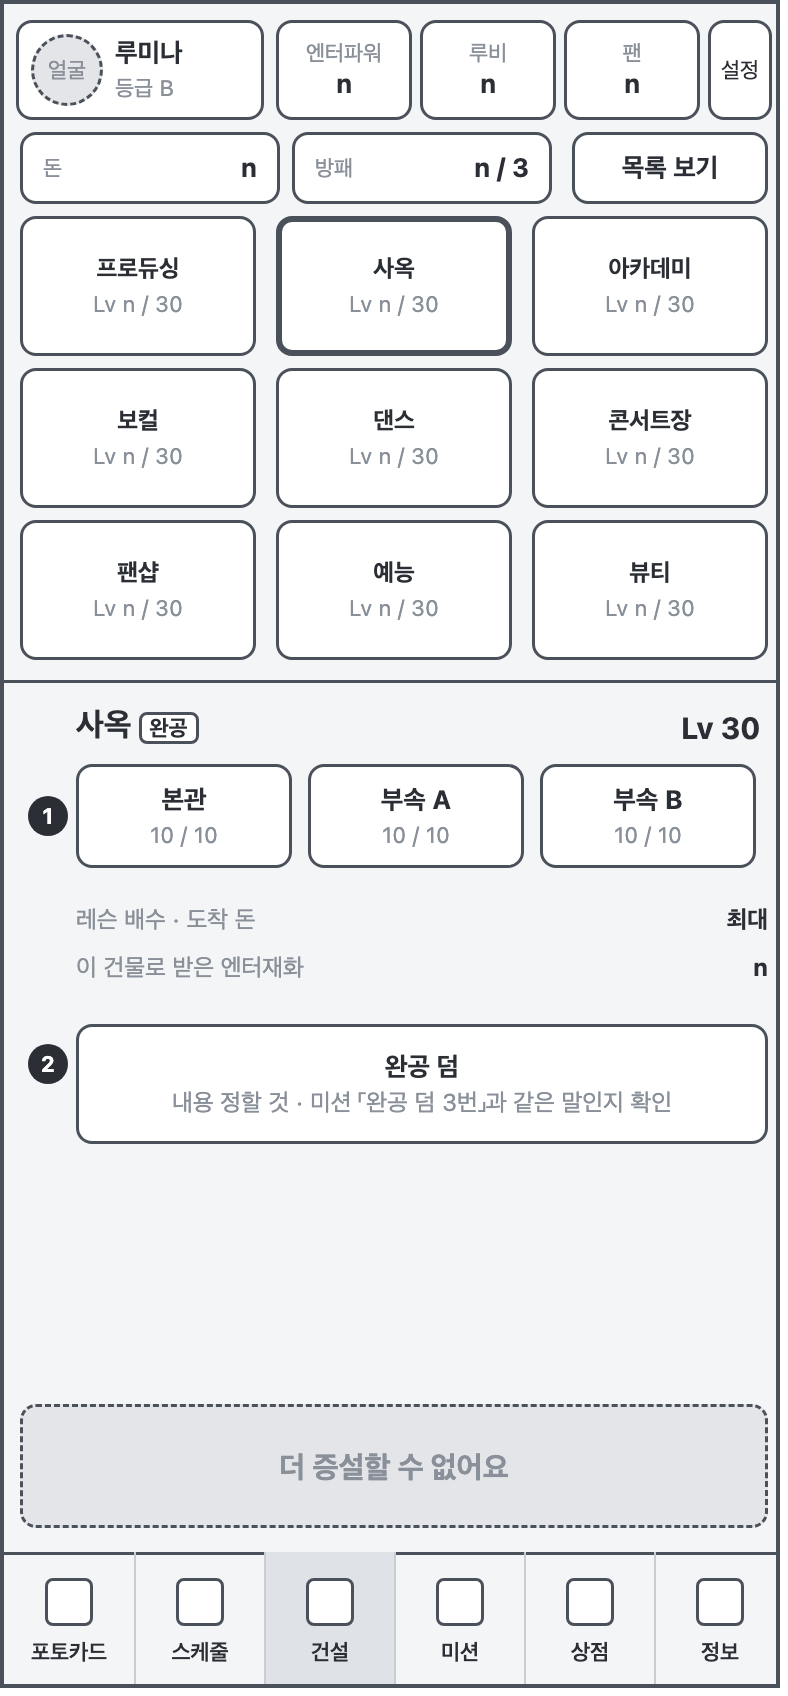 얼굴
루미나
등급 B
엔터파워
n
루비
n
팬
n
설정
돈 n
방패 n / 3
목록 보기
프로듀싱
Lv n / 30
사옥
Lv n / 30
아카데미
Lv n / 30
보컬
Lv n / 30
댄스
Lv n / 30
콘서트장
Lv n / 30
팬샵
Lv n / 30
예능
Lv n / 30
뷰티
Lv n / 30
사옥 완공 Lv 30
1
본관
10 / 10
부속 A
10 / 10
부속 B
10 / 10
레슨 배수 · 도착 돈 최대
이 건물로 받은 엔터재화 n
2
완공 덤
내용 정할 것 · 미션 「완공 덤 3번」과 같은 말인지 확인
더 증설할 수 없어요
포토카드
스케줄
건설
미션
상점
정보